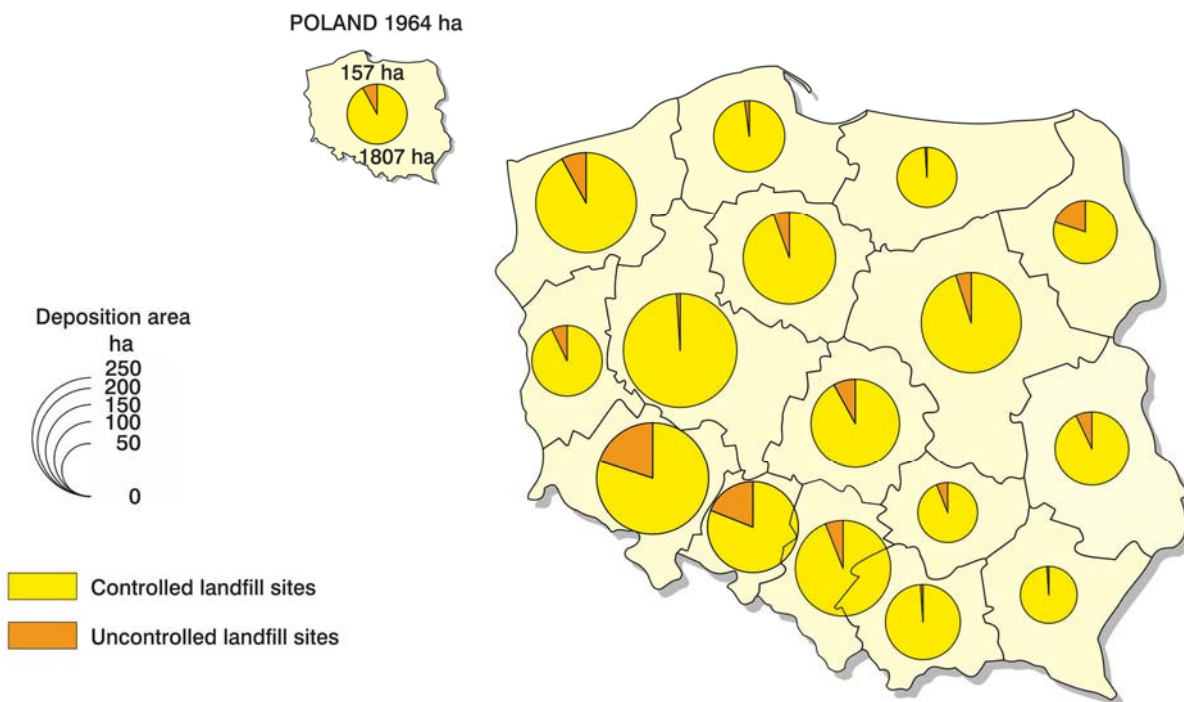 POLAND 1964 ha
157 ha
1807 ha
Deposition area
ha
250
200
150
100
50
0
Controlled landfill sites
Uncontrolled landfill sites